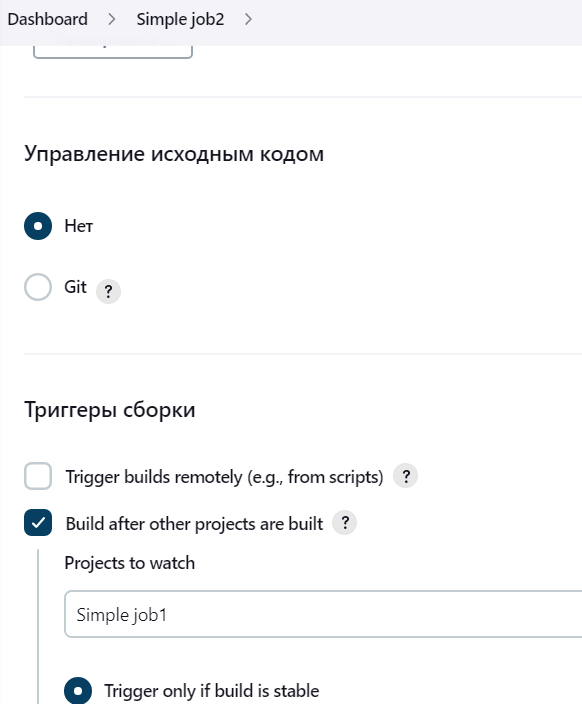 Dashboard > Simple job2 >
Управление исходным кодом
Нет
Git ?
Триггеры сборки
Trigger builds remotely (e.g., from scripts) ?
Build after other projects are built ?
Projects to watch
Simple job1
Trigger only if build is stable